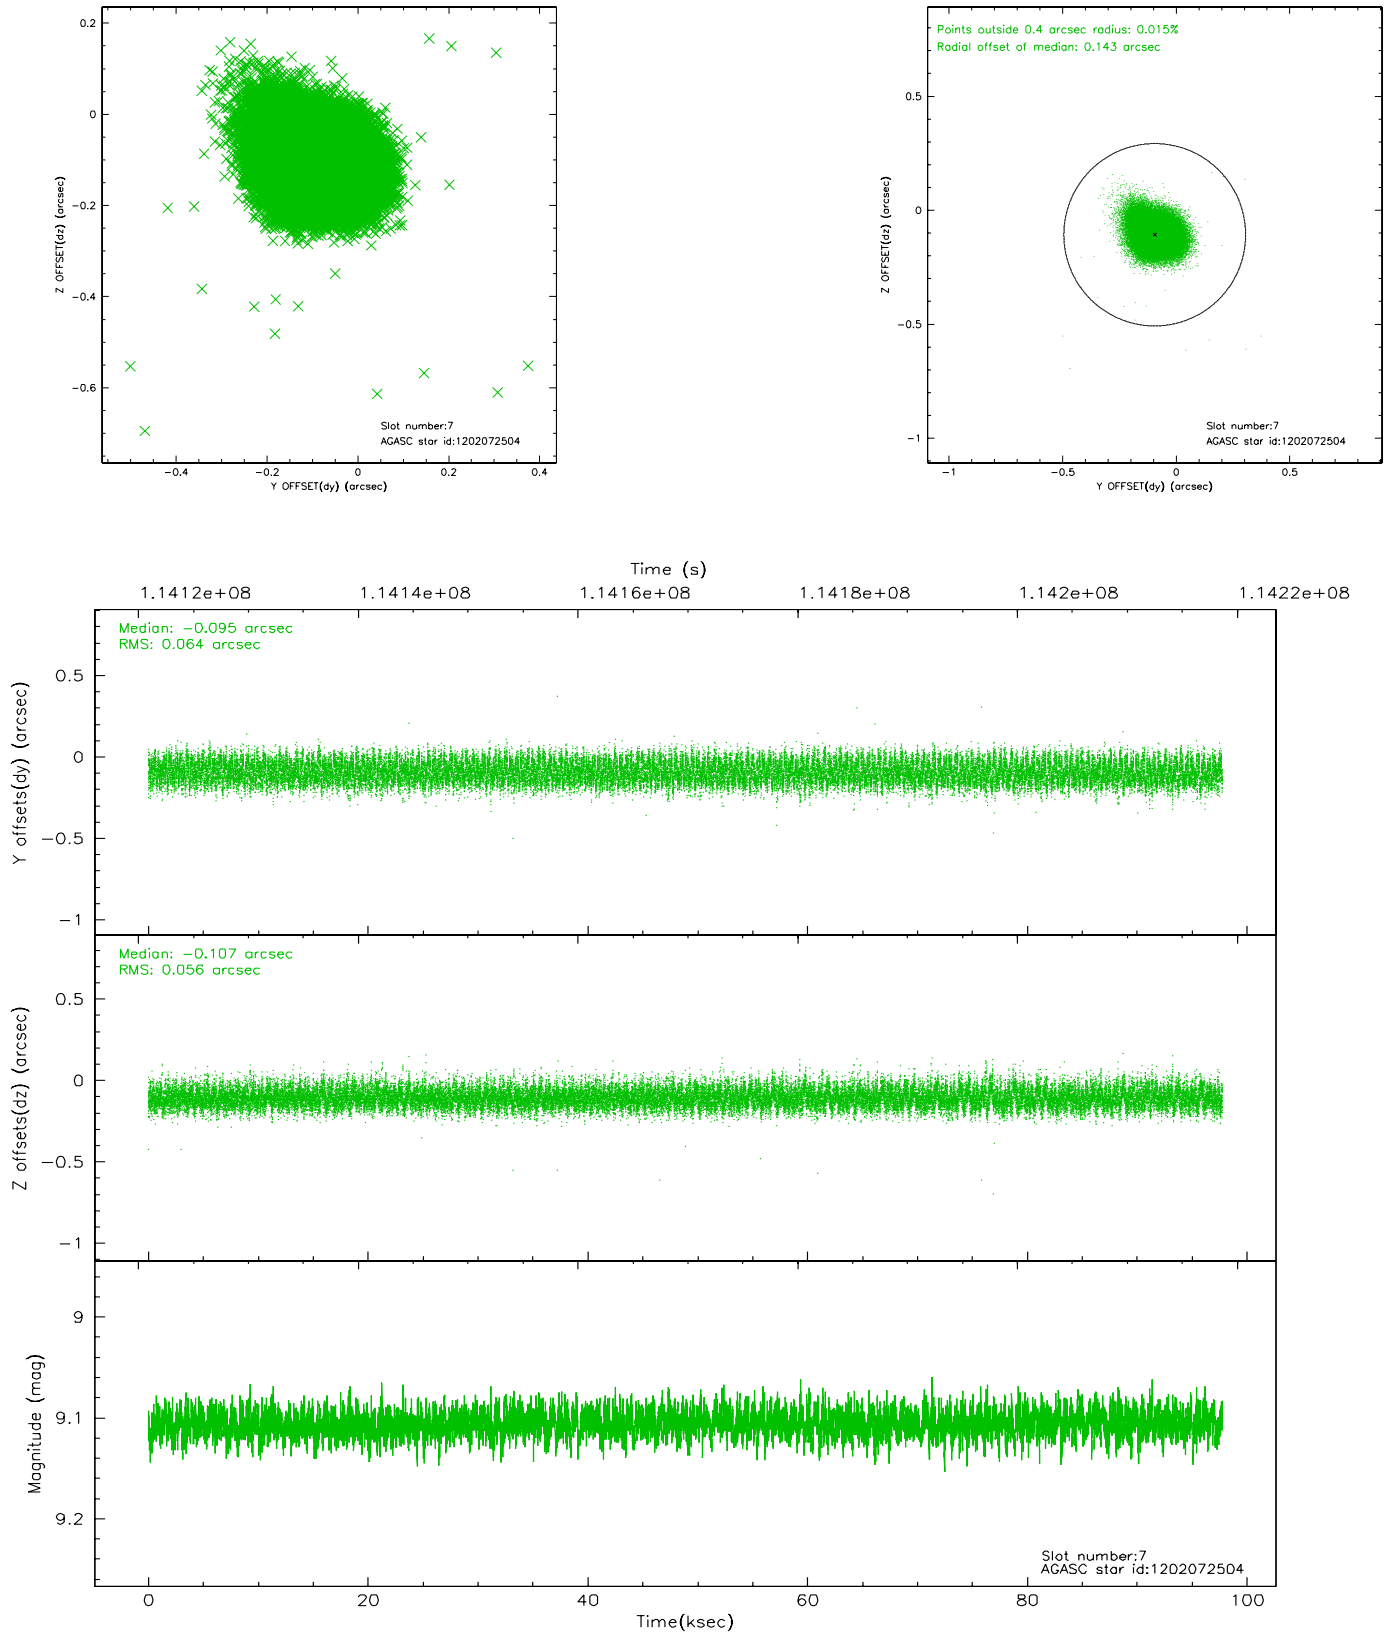 0.2
0
−0.2
−0.4
−0.6
Z OFFSET(dz) (arcsec)
Slot number:7
AGASC star id:1202072504
−0.4
−0.2
0
0.2
0.4
Y OFFSET(dy) (arcsec)
Points outside 0.4 arcsec radius: 0.015%
Radial offset of median: 0.143 arcsec
0.5
0
−0.5
−1
Z OFFSET(dz) (arcsec)
Slot number:7
AGASC star id:1202072504
−1
−0.5
0
0.5
Y OFFSET(dy) (arcsec)
Time (s)
1.1412e+08
1.1414e+08
1.1416e+08
1.1418e+08
1.142e+08
1.1422e+08
Median: −0.095 arcsec
RMS: 0.064 arcsec
0.5
0
−0.5
−1
Y offsets(dy) (arcsec)
Median: −0.107 arcsec
RMS: 0.056 arcsec
0.5
0
−0.5
−1
Z offsets(dz) (arcsec)
9
9.1
9.2
Magnitude (mag)
Slot number:7
AGASC star id:1202072504
0
20
40
60
80
100
Time(ksec)